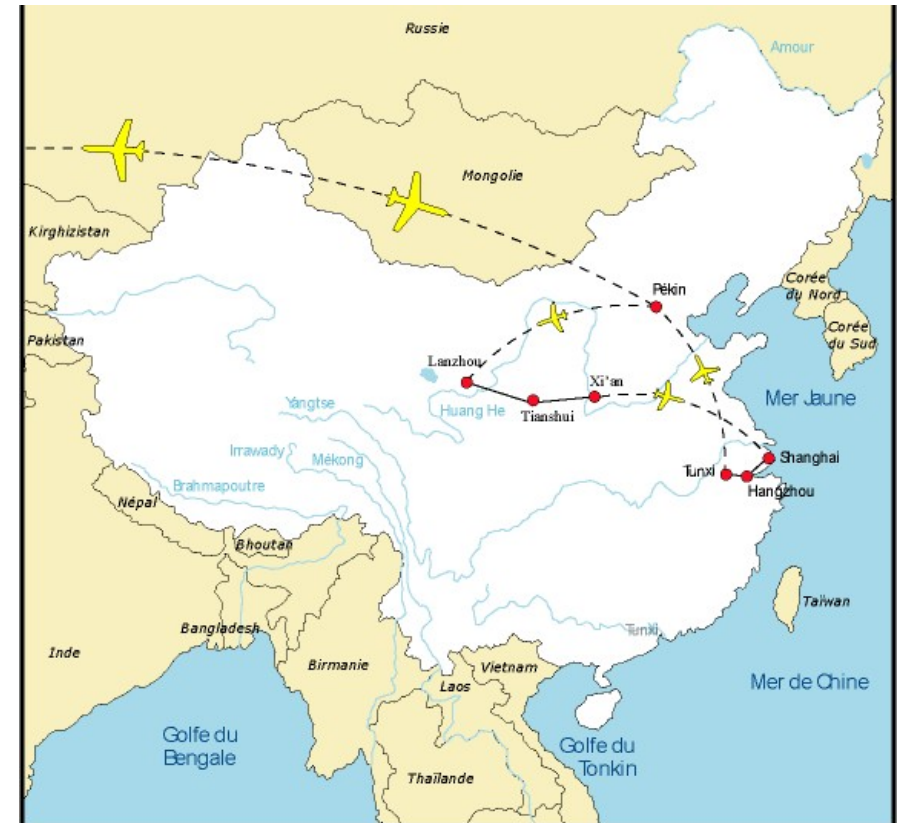 Russie
Amour
Mongolie
Kirghizistan
Corée
du Nord
Pékin
Corée
du Sud
Pakistan
Lanzhou
Xi'an
Mer Jaune
Yangtse
Huang He
Tianshui
Irrawady
Mékong
Shanghai
Tunxi
Brahmapoutre
Hangzhou
Népal
Bhoutan
Taïwan
Bangladesh
Tunxi
Inde
Birmanie
Vietnam
Laos
Mer de Chine
Golfe du
Bengale
Golfe du
Tonkin
Thaïlande